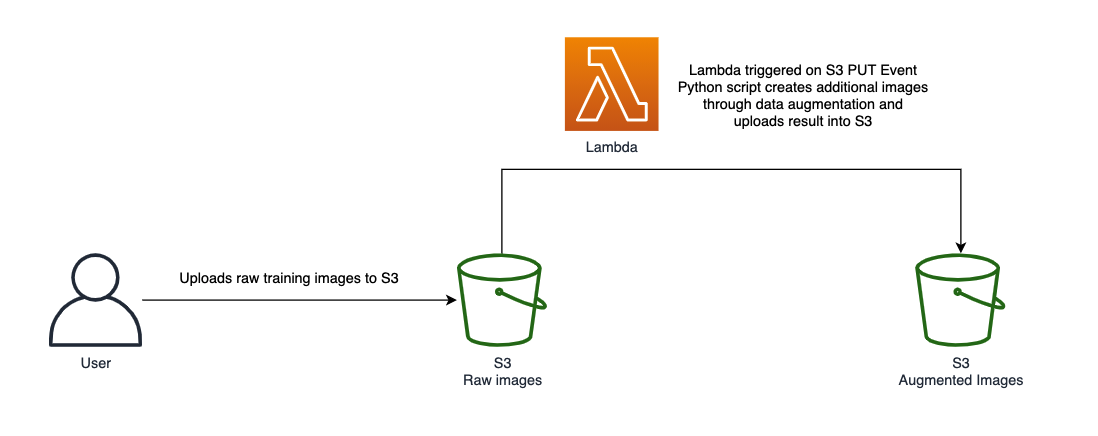 Lambda triggered on S3 PUT Event
Python script creates additional images
through data augmentation and
uploads result into S3
Lambda
Uploads raw training images to S3
User
S3
Raw images
S3
Augmented Images